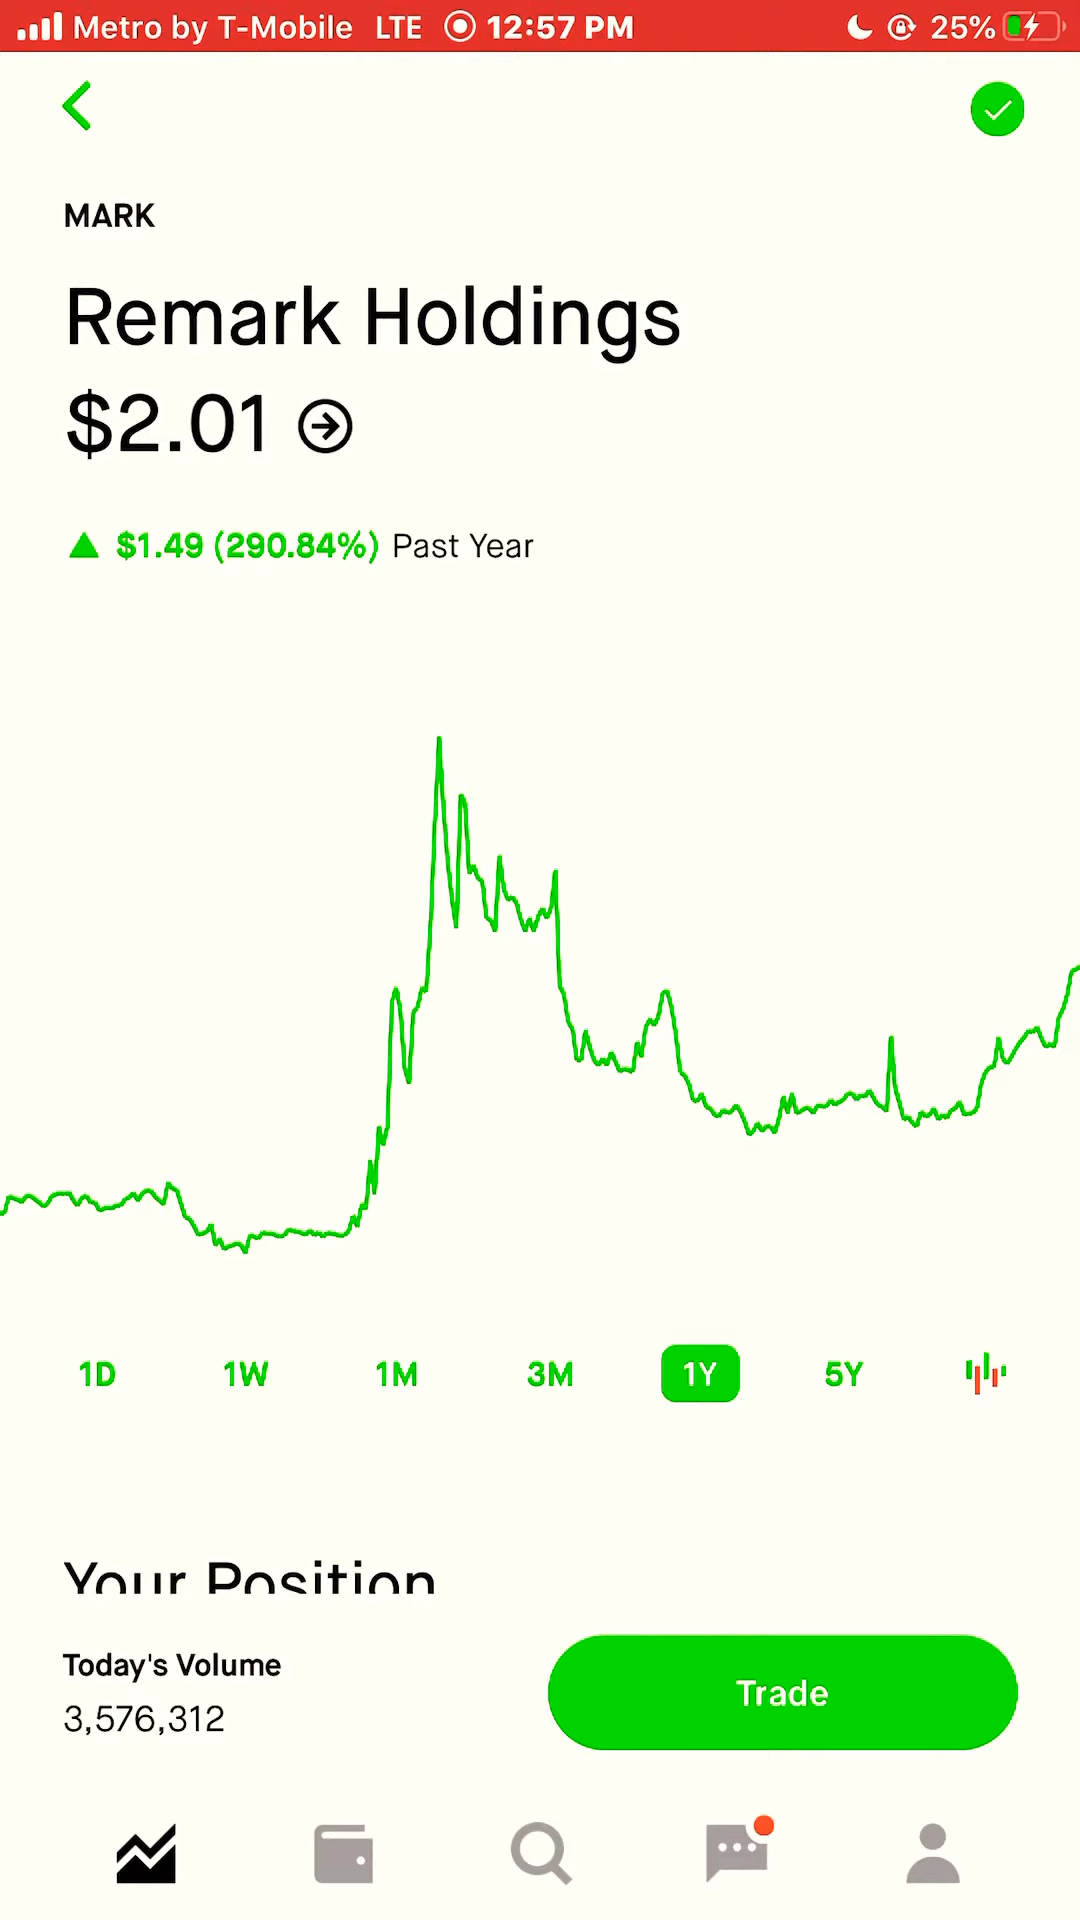 Metro by T-Mobile LTE 12:57 PM 25%
MARK
Remark Holdings
$2.01
$1.49 (290.84%) Past Year
1D 1W 1M 3M 1Y 5Y
Your Position
Today's Volume
3,576,312
Trade